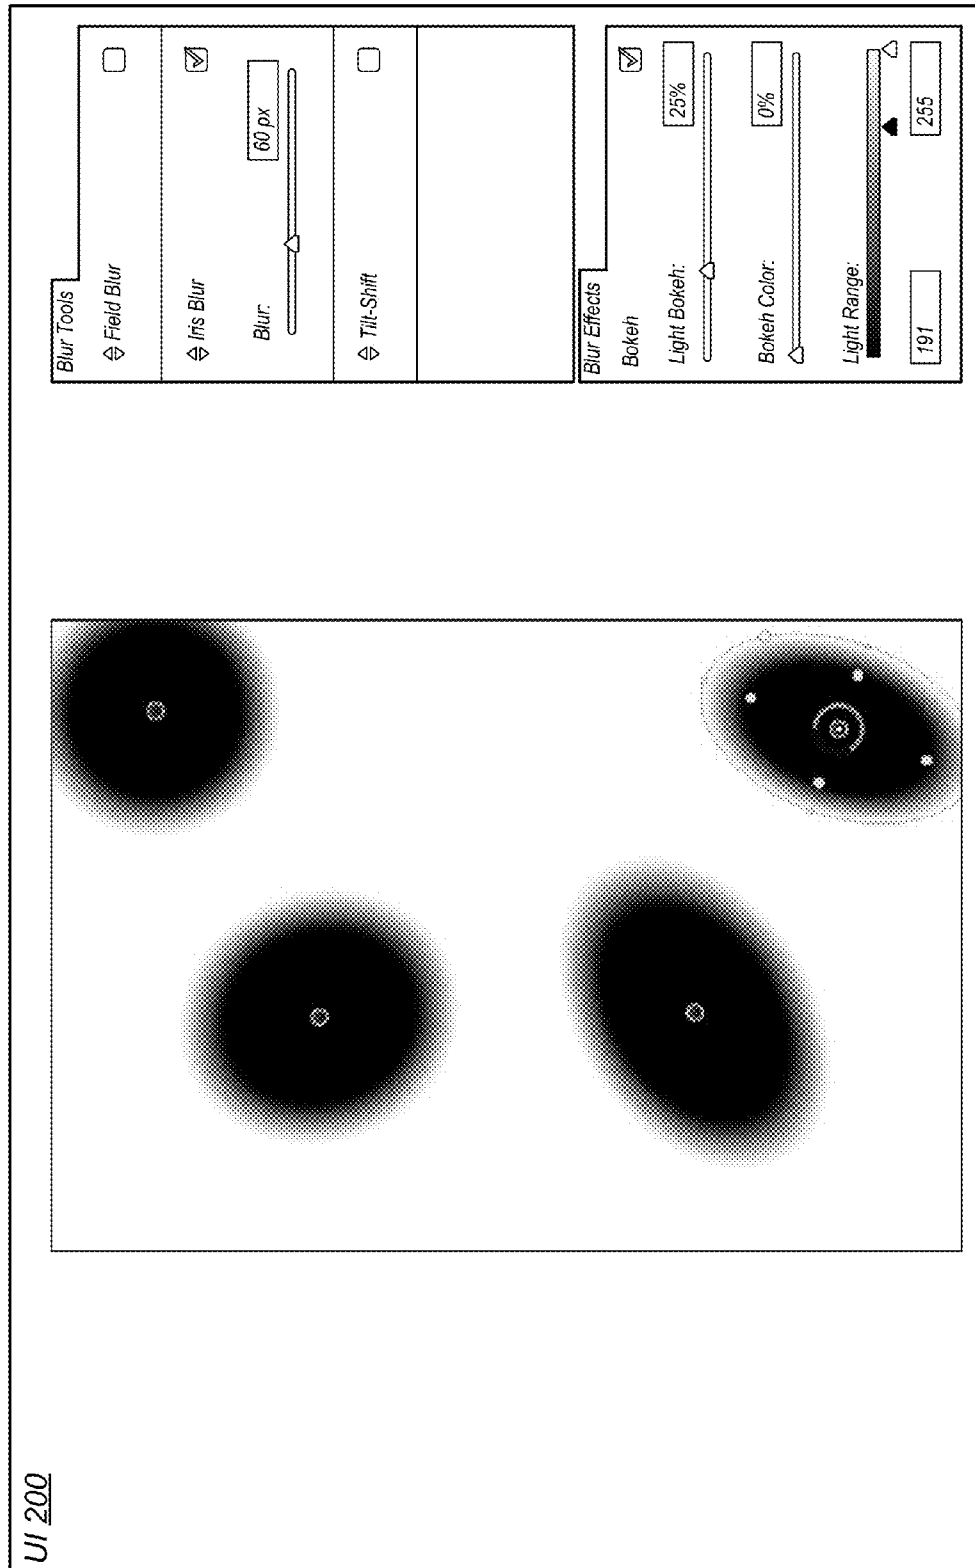 UI 200
Blur Tools
Field Blur
Iris Blur
Blur:
60 px
Tilt-Shift
Blur Effects
Bokeh
Light Bokeh:
25%
Bokeh Color:
0%
Light Range:
191
255